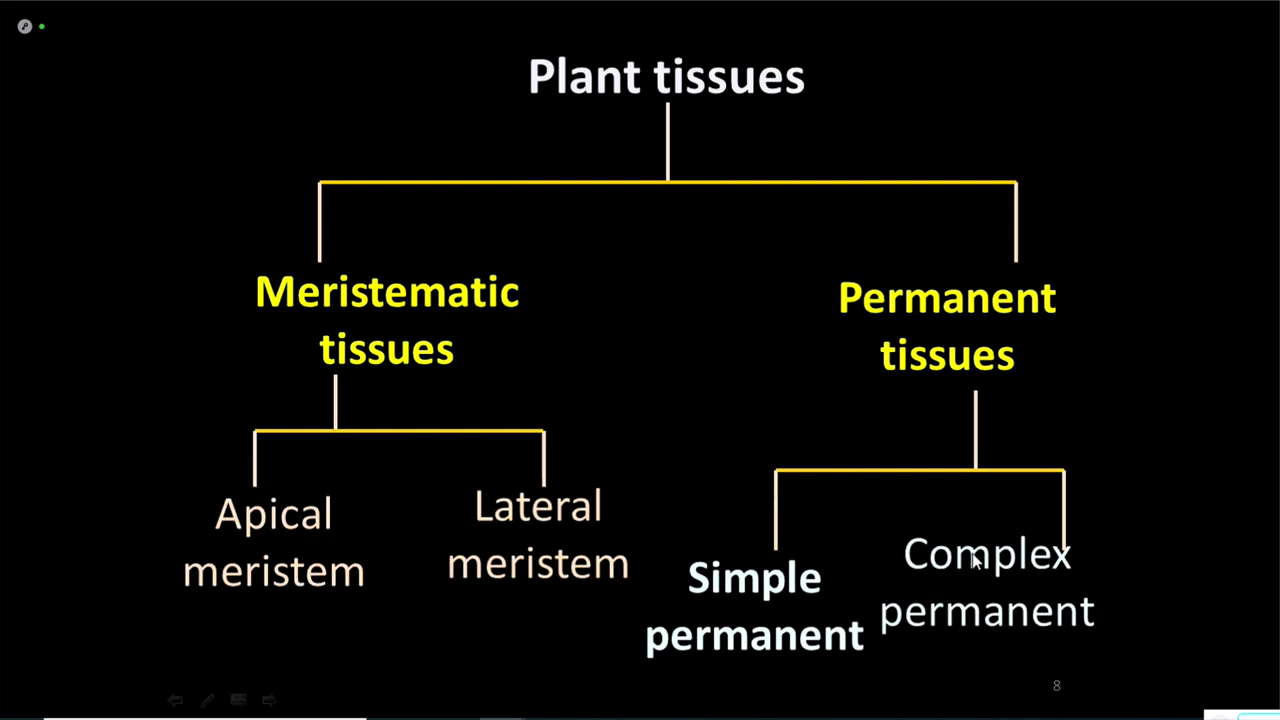 Plant tissues
Meristematic
tissues
Permanent
tissues
Apical
meristem
Lateral
meristem
Simple
permanent
Complex
permanent
8